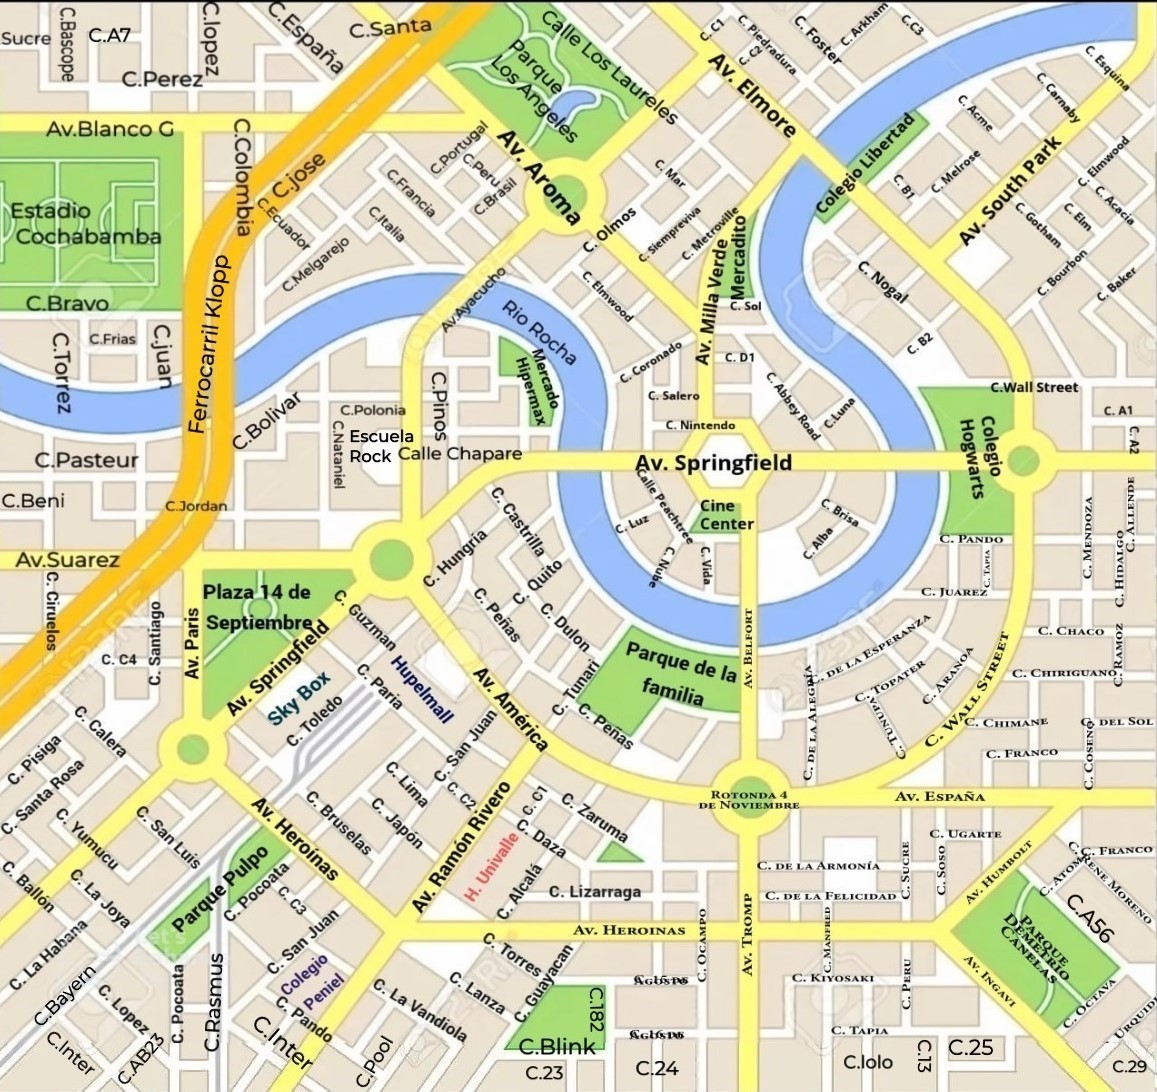 Sucre
C.Bascope
C.A7
C.lopez
C.España
C.Santa
C.Perez
Calle Los Laureles
Parque
Los Angeles
C.C1
C. Piedradura
C.C2
C. Foster
C. Arkham
C.C3
Av. Elmore
C. Esquina
C. Carnaby
C. Acme
Av.Blanco G
C.Colombia
C.jose
C.Portugal
C.Peru
C.Brasil
C.Francia
C.Italia
Av. Aroma
C. Mar
Colegio Libertad
C. Melrose
C. B1
Av. South Park
C. Elmwood
C. Acacia
C. Elm
C. Gotham
Estadio
Cochabamba
C.Ecuador
C.Melgarejo
C. Olmos
C. Siempreviva
C. Metroville
Av. Milla Verde
Mercadito
C. Bourbon
C. Baker
C. Nogal
C.Bravo
Ferrocarril Klopp
Av.Ayacucho
C. Elmwood
C. Sol
Rio Rocha
C.Torrez
C.Frias
C.juan
C. B2
C. Coronado
C. D1
Mercado
Hipermax
C. Abbey Road
C.Luna
C.Wall Street
C. Salero
C. Nintendo
C. A1
C. A2
C.Bolivar
C.Polonia
C.Pinos
C.Nataniel
Escuela
Rock
Calle Chapare
Av. Springfield
Colegio
Hogwarts
C.Pasteur
C.Beni
C.Jordan
C. Castrilla
Calle Peachtree
Cine
Center
C. Luz
C. Brisa
C. Alba
C. Nube
C. Vida
C. Mendoza
C. Allende
C. Hidalgo
C. Pando
C. Tapia
C. Juarez
Av.Suarez
C. Hungria
C. Quito
C. Ciruelos
Plaza 14 de
Septiembre
C. Guzman
C. Peñas
C. Dulon
C. Santiago
Av. Paris
Av. Springfield
C. C4
Av. Belfort
Parque de la
familia
C. de la Esperanza
C. Chaco
C. Ramoz
C. Chiriguano
Sky Box
C. Paria
Hupelmall
Av. América
C. Tunari
C. Peñas
C. de la Alegria
C. Topater
C. Aranoa
C. Tunupa
C. Wall Street
C. Chimane
C. del Sol
C. Franco
C. Coseno
C. Toledo
C. Calera
C. Pisiga
C. Santa Rosa
C. San Juan
C. Lima
C. C2
C. Japón
C. Bruselas
C. C1
C. Zaruma
C. Daza
Rotonda 4
de Noviembre
Av. España
C. Yumucu
C. San Luis
Av. Heroínas
Av. Ramón Rivero
H. Univalle
C. Alcalá
C. Lizarraga
C. Ugarte
C. de la Armonía
C. Sucre
C. Soso
Av. Humbolt
C. Franco
C. Atom
Irene Moreno
C. de la Felicidad
C. Ballón
C. La Joya
Parque Pulpo
C. Pocoata
C. C3
C. San Juan
C. La Habana
Av. Heroinas
C. Ocampo
Av. Tromp
C. Manfred
C. Kiyosaki
C. Peru
Parque
Demetrio
Canelas
C.A56
Av. Ingavi
C. Octava
Urquidi
Colegio
Peniel
C. Pando
C. Torres
C. Lanza
C. Guayacan
C. La Vandiola
C.Bayern
C. Lopez
C. Pocoata
C.Rasmus
C.Inter
C.AB23
C.Inter
C.Pool
C.182
C.Blink
C.23
C.24
C. Tapia
C.lolo
C.13
C.25
C.29